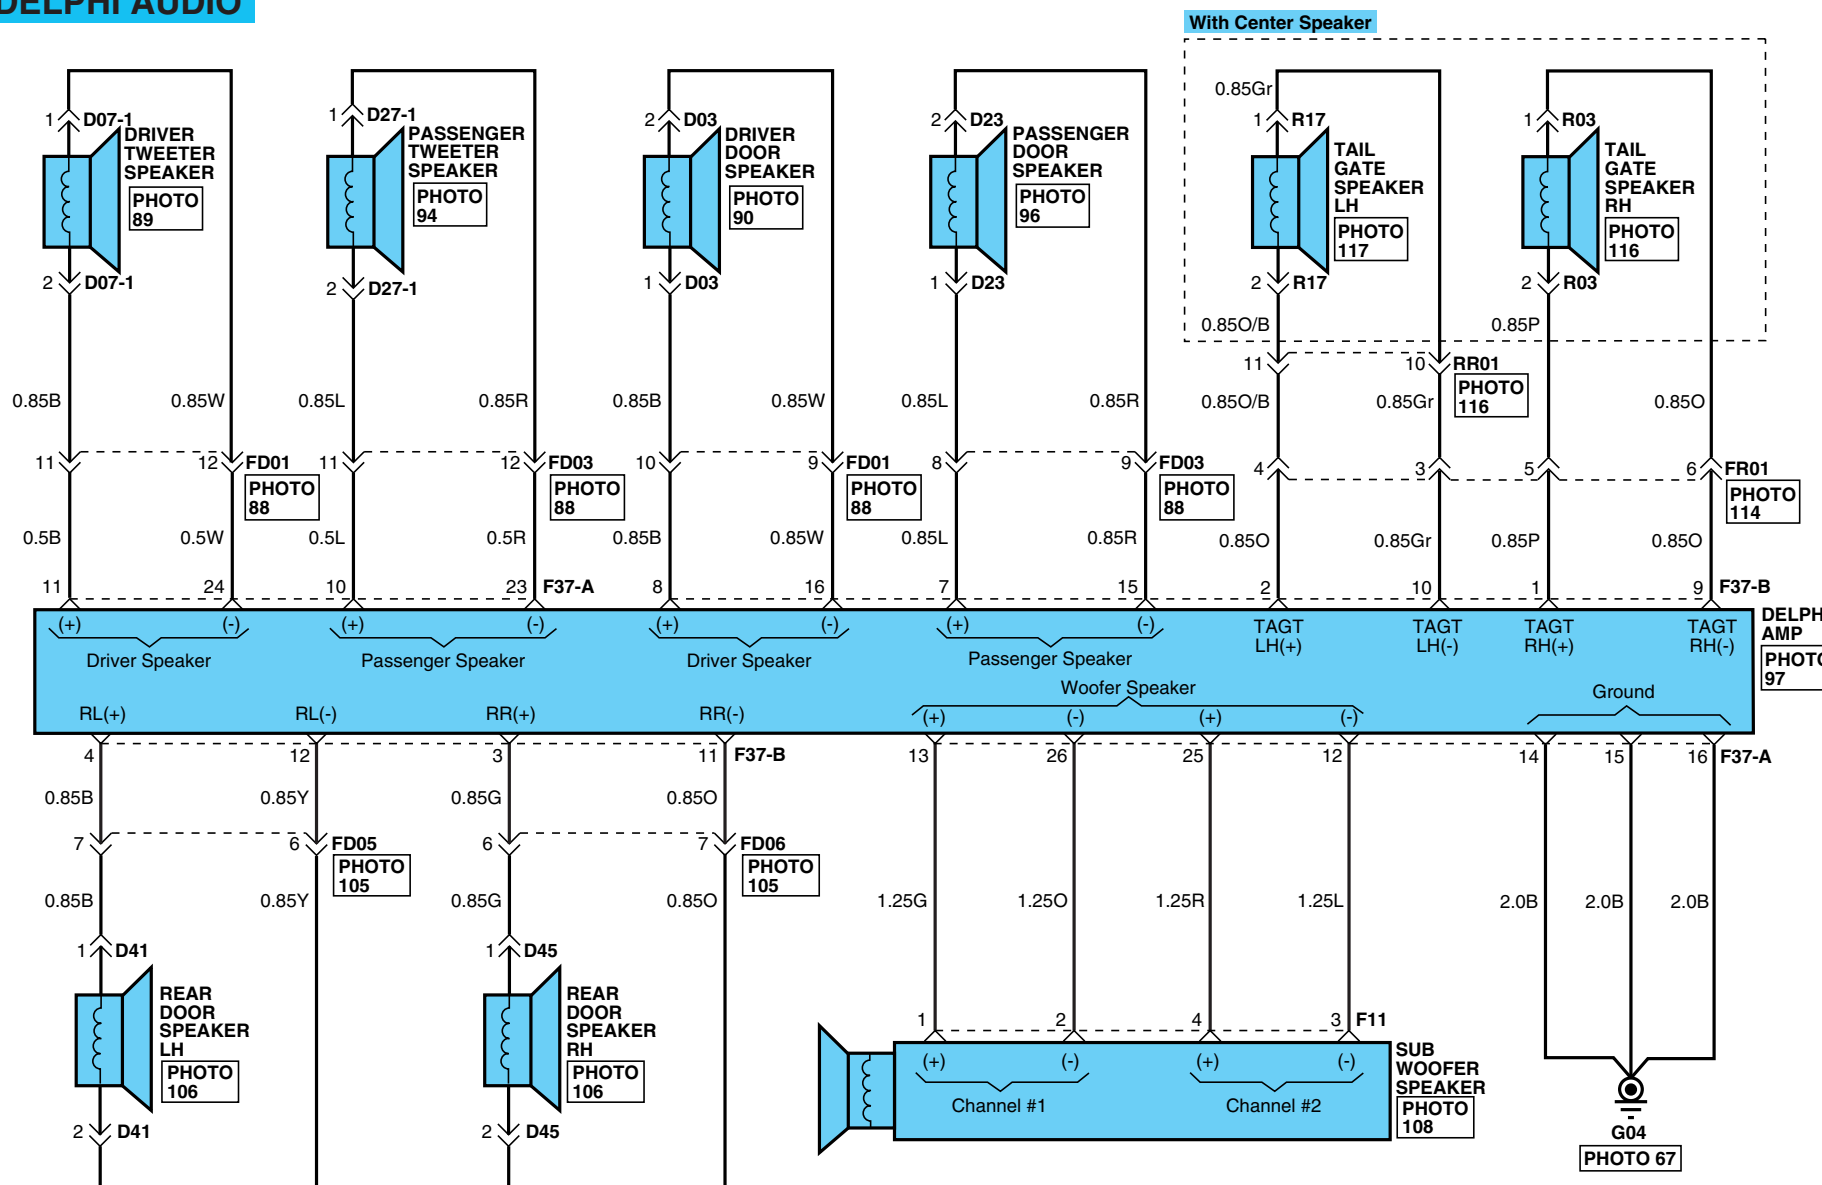 DELPHI AUDIO
With Center Speaker
0.85Gr
1 D07-1
1 D27-1
2 D03
2 D23
1 R17
1 R03
DRIVER
TWEETER
SPEAKER
PHOTO
89
PASSENGER
TWEETER
SPEAKER
PHOTO
94
DRIVER
DOOR
SPEAKER
PHOTO
90
PASSENGER
DOOR
SPEAKER
PHOTO
96
TAIL
GATE
SPEAKER
LH
PHOTO
117
TAIL
GATE
SPEAKER
RH
PHOTO
116
2 D07-1
2 D27-1
1 D03
1 D23
2 R17
2 R03
0.85O/B
0.85P
11
10 RR01
PHOTO
116
0.85B
0.85W
0.85L
0.85R
0.85B
0.85W
0.85L
0.85R
0.85O/B
0.85Gr
0.85O
11
12 FD01
PHOTO
88
11
12 FD03
PHOTO
88
10
9 FD01
PHOTO
88
8
9 FD03
PHOTO
88
4
3
5
6 FR01
PHOTO
114
0.5B
0.5W
0.5L
0.5R
0.85B
0.85W
0.85L
0.85R
0.85O
0.85Gr
0.85P
0.85O
11
24
10
23 F37-A
8
16
7
15
2
10
1
9 F37-B
(+)
(-)
(+)
(-)
(+)
(-)
(+)
(-)
Driver Speaker
Passenger Speaker
Driver Speaker
Passenger Speaker
TAGT
LH(+)
TAGT
LH(-)
TAGT
RH(+)
TAGT
RH(-)
DELPH
AMP
PHOTO
97
RL(+)
RL(-)
RR(+)
RR(-)
Woofer Speaker
(+)
(-)
(+)
(-)
Ground
4
12
3
11 F37-B
13
26
25
12
14
15
16 F37-A
0.85B
0.85Y
0.85G
0.85O
7
6 FD05
PHOTO
105
6
7 FD06
PHOTO
105
0.85B
0.85Y
0.85G
0.85O
1.25G
1.25O
1.25R
1.25L
2.0B
2.0B
2.0B
1 D41
1 D45
REAR
DOOR
SPEAKER
LH
PHOTO
106
REAR
DOOR
SPEAKER
RH
PHOTO
106
2 D41
2 D45
1
2
4
3 F11
(+)
(-)
(+)
(-)
Channel #1
Channel #2
SUB
WOOFER
SPEAKER
PHOTO
108
G04
PHOTO 67